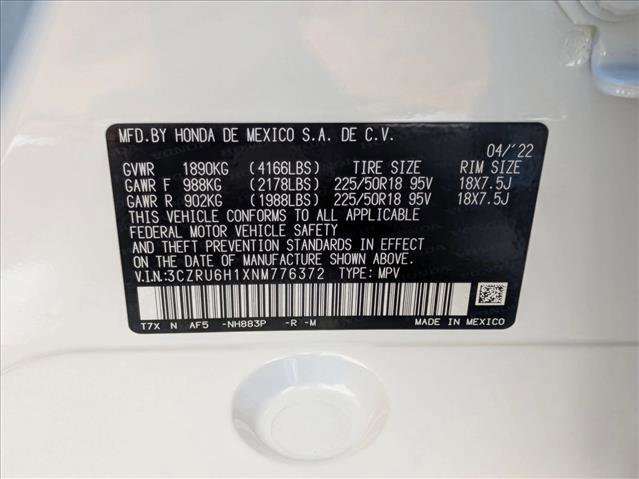 MFD.BY HONDA DE MEXICO S.A. DE C.V.
04/'22
GVWR 1890KG (4166LBS) TIRE SIZE RIM SIZE
GAWR F 988KG (2178LBS) 225/50R18 95V 18X7.5J
GAWR R 902KG (1988LBS) 225/50R18 95V 18X7.5J
THIS VEHICLE CONFORMS TO ALL APPLICABLE
FEDERAL MOTOR VEHICLE SAFETY
AND THEFT PREVENTION STANDARDS IN EFFECT
ON THE DATE OF MANUFACTURE SHOWN ABOVE.
V.I.N.:3CZRU6H1XNM776372 TYPE: MPV
T7X N AF5 -NH883P -R -M MADE IN MEXICO